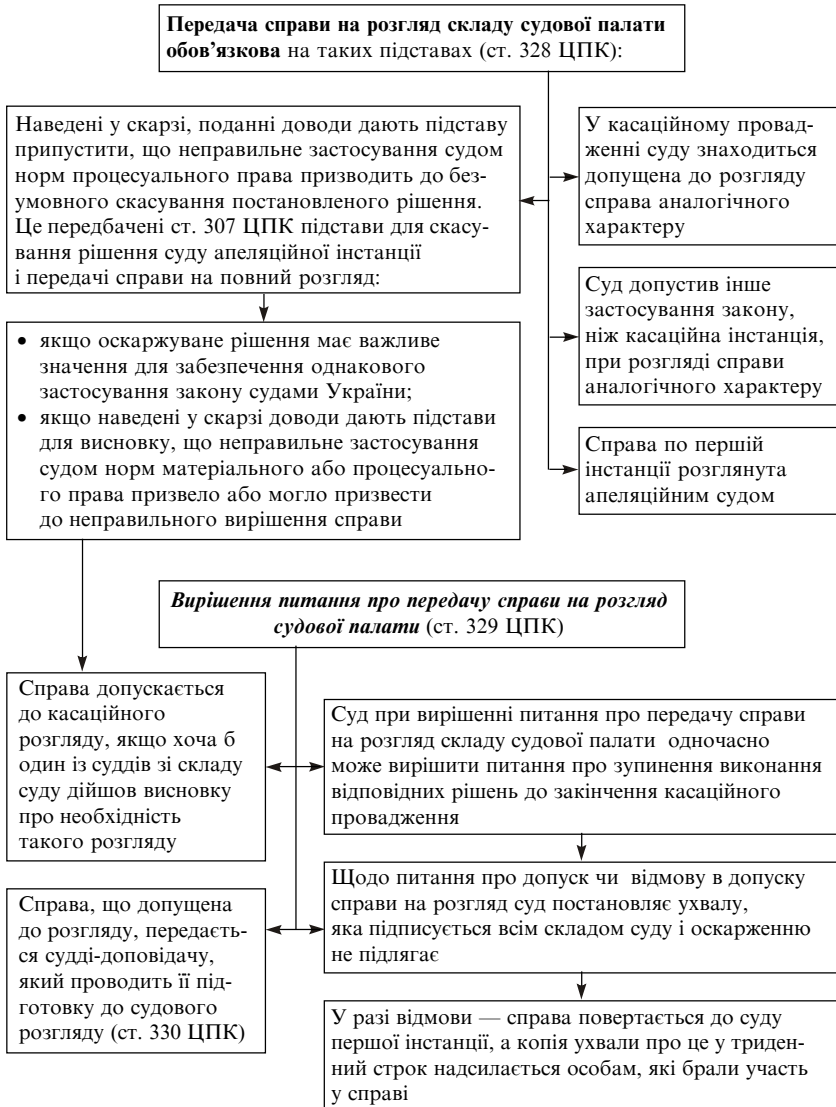 Передача справи на розгляд складу судової палати
обов’язкова на таких підставах (ст. 328 ЦПК):
Наведені у скарзі, поданні доводи дають підставу
припустити, що неправильне застосування судом
норм процесуального права призводить до без-
умовного скасування постановленого рішення.
Це передбачені ст. 307 ЦПК підстави для скасу-
вання рішення суду апеляційної інстанції
і передачі справи на повний розгляд:
У касаційному провад-
женні суду знаходиться
допущена до розгляду
справа аналогічного
характеру
Суд допустив інше
застосування закону,
ніж касаційна інстанція,
при розгляді справи
аналогічного характеру
• якщо оскаржуване рішення має важливе
значення для забезпечення однакового
застосування закону судами України;
• якщо наведені у скарзі доводи дають підстави
для висновку, що неправильне застосування
судом норм матеріального або процесуально-
го права призвело або могло призвести
до неправильного вирішення справи
Справа по першій
інстанції розглянута
апеляційним судом
Вирішення питання про передачу справи на розгляд
судової палати (ст. 329 ЦПК)
Справа допускається
до касаційного
розгляду, якщо хоча б
один із суддів зі складу
суду дійшов висновку
про необхідність
такого розгляду
Суд при вирішенні питання про передачу справи
на розгляд складу судової палати одночасно
може вирішити питання про зупинення виконання
відповідних рішень до закінчення касаційного
провадження
Щодо питання про допуск чи відмову в допуску
справи на розгляд суд постановляє ухвалу,
яка підписується всім складом суду і оскарженню
не підлягає
Справа, що допущена
до розгляду, передаєть-
ся судді-доповідачу,
який проводить її під-
готовку до судового
розгляду (ст. 330 ЦПК)
У разі відмови — справа повертається до суду
першої інстанції, а копія ухвали про це у триден-
ний строк надсилається особам, які брали участь
у справі